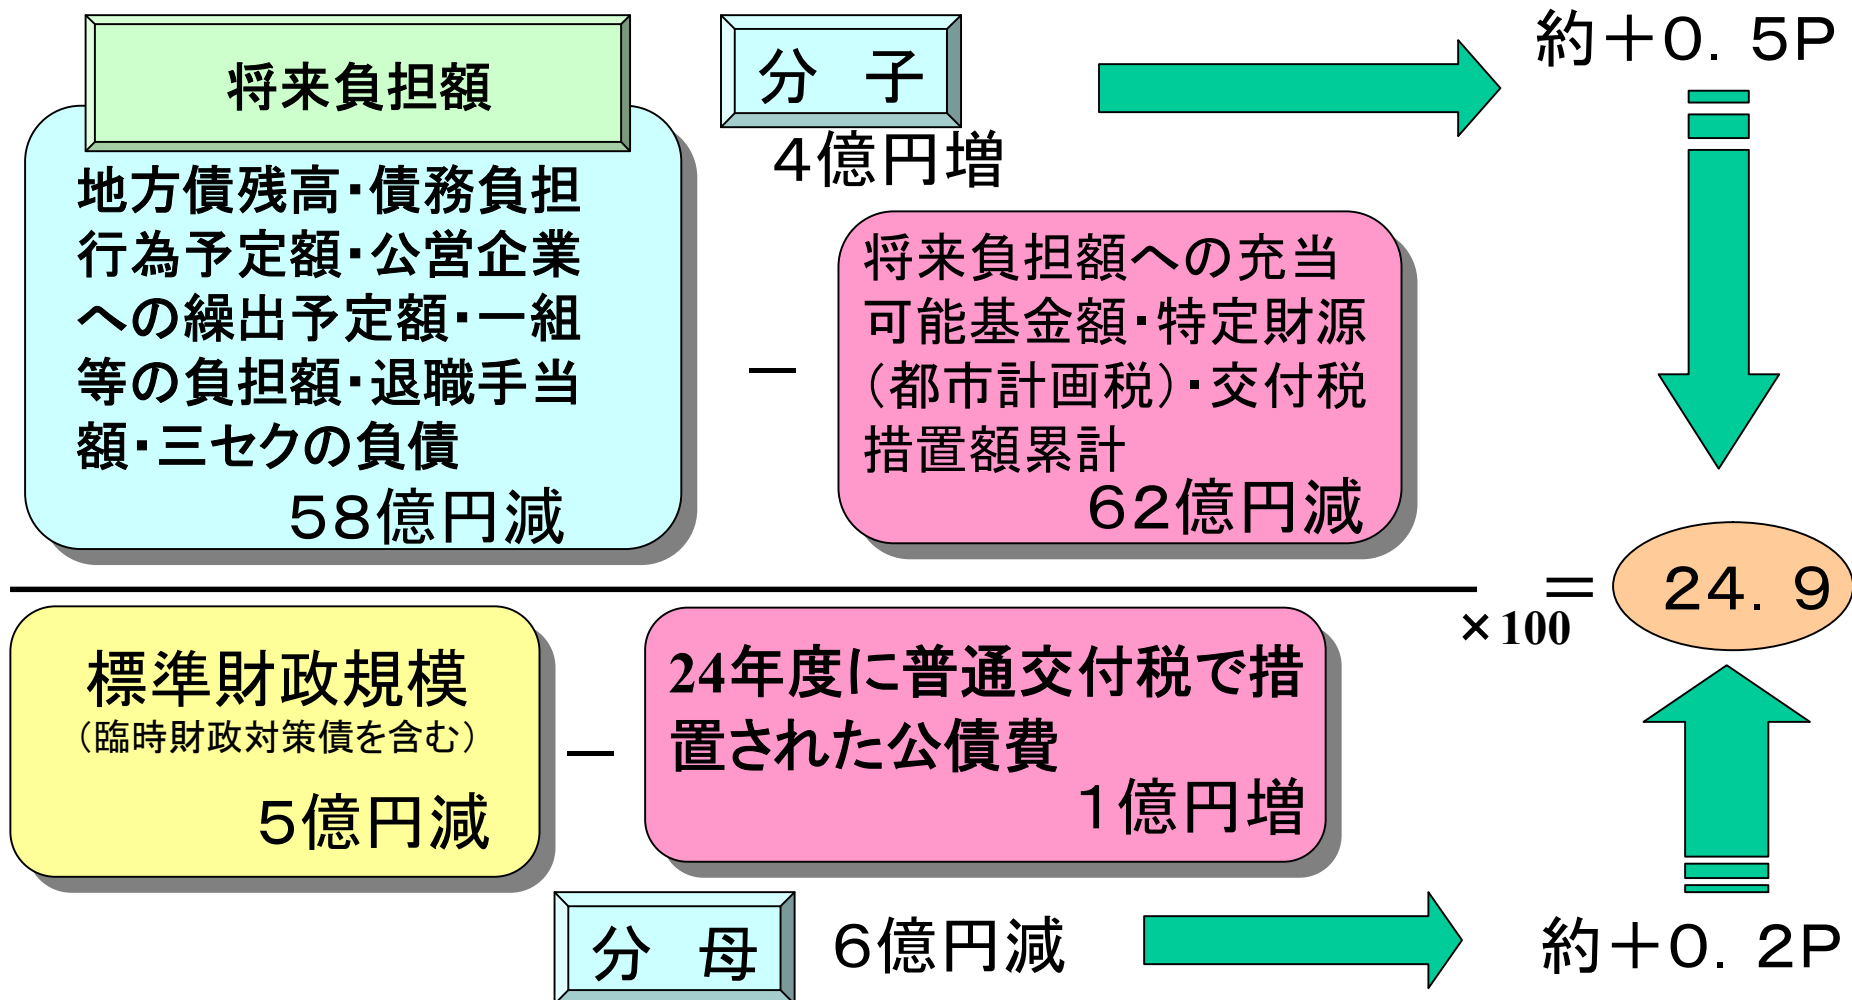 将来負担額
地方債残高・債務負担
行為予定額・公営企業
への繰出予定額・一組
等の負担額・退職手当
額・三セクの負債
５８億円減
分　子
４億円増
－
将来負担額への充当
可能基金額・特定財源
（都市計画税）・交付税
措置額累計
６２億円減
約＋０．５Ｐ
標準財政規模
（臨時財政対策債を含む）
５億円減
－
24年度に普通交付税で措
置された公債費
１億円増
×100
＝
２４．９
分　母
６億円減
約＋０．２Ｐ